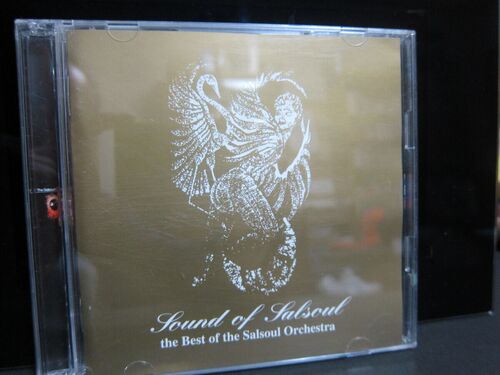 Sound of Salsoul
the Best of the Salsoul Orchestra